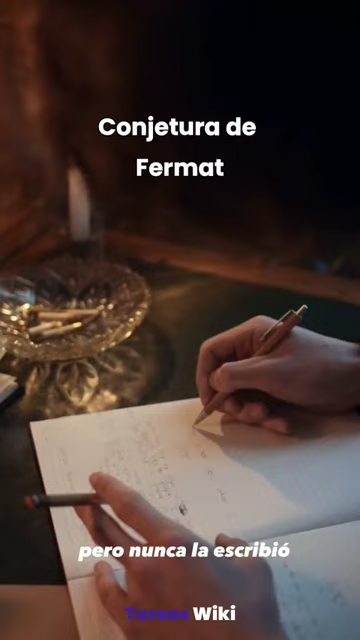 Conjetura de
Fermat
pero nunca la escribió
Tareas Wiki